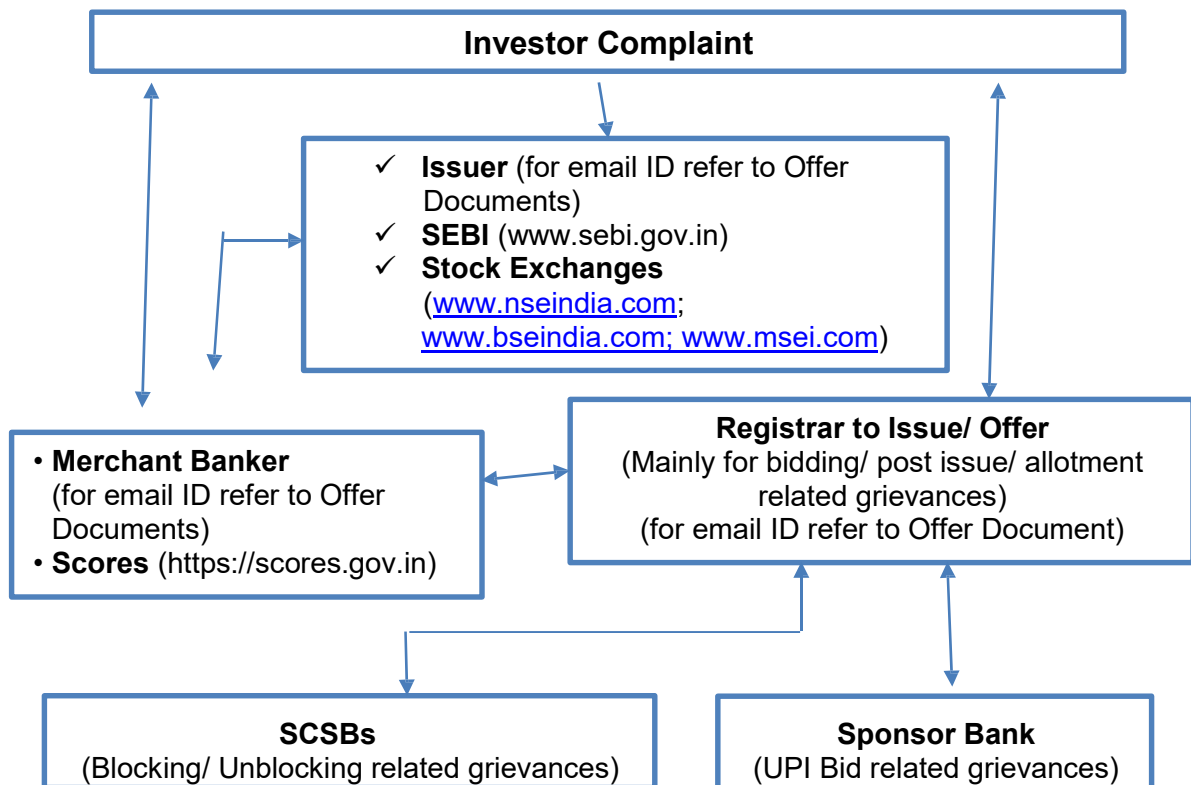 Investor Complaint
✓ Issuer (for email ID refer to Offer
Documents)
✓ SEBI (www.sebi.gov.in)
✓ Stock Exchanges
(www.nseindia.com;
www.bseindia.com; www.msei.com)
• Merchant Banker
(for email ID refer to Offer
Documents)
• Scores (https://scores.gov.in)
Registrar to Issue/ Offer
(Mainly for bidding/ post issue/ allotment
related grievances)
(for email ID refer to Offer Document)
SCSBs
(Blocking/ Unblocking related grievances)
Sponsor Bank
(UPI Bid related grievances)